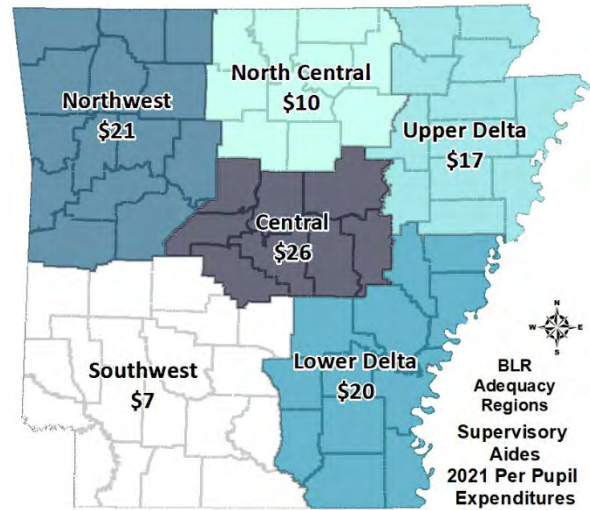 North Central
$10
Northwest
$21
Upper Delta
$17
Central
$26
Southwest
$7
Lower Delta
$20
N
W E
S
BLR
Adequacy
Regions
Supervisory
Aides
2021 Per Pupil
Expenditures